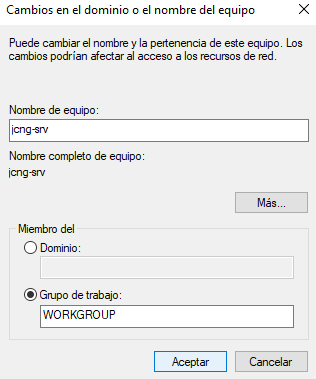 Cambios en el dominio o el nombre del equipo
Puede cambiar el nombre y la pertenencia de este equipo. Los
cambios podrían afectar al acceso a los recursos de red.
Nombre de equipo:
jcng-srv
Nombre completo de equipo:
jcng-srv
Más...
Miembro del
Dominio:
Grupo de trabajo:
WORKGROUP
Aceptar
Cancelar